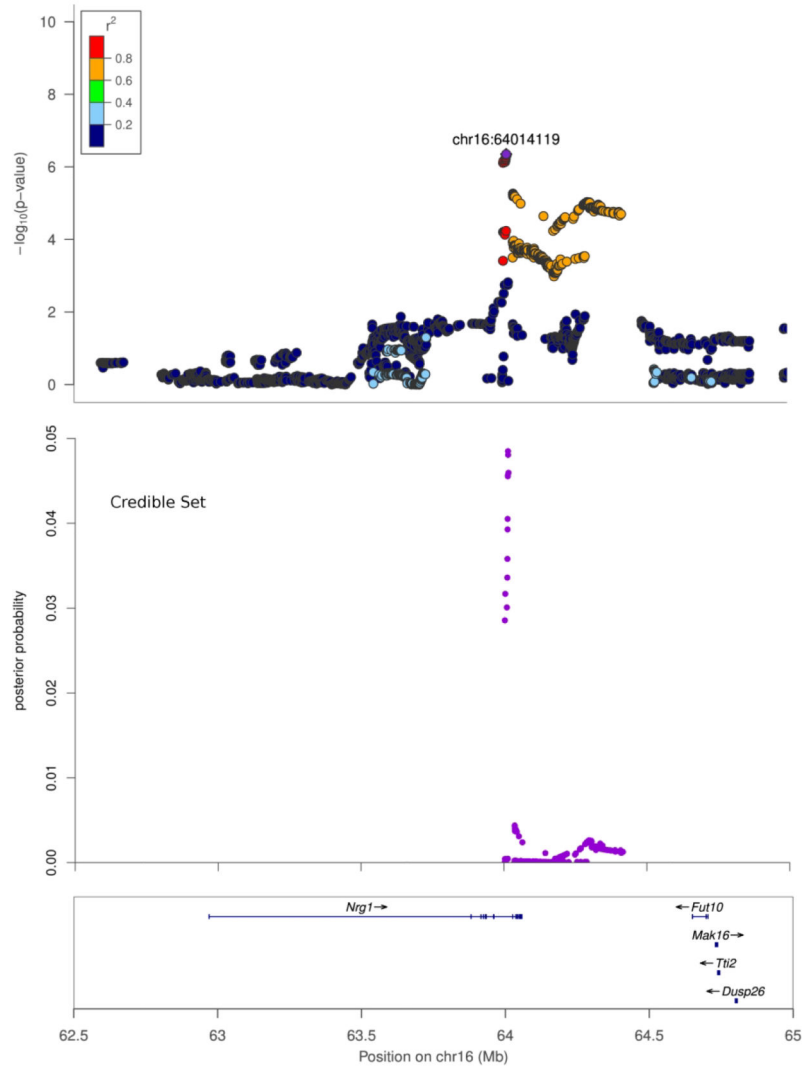 10
8
6
4
2
0
−log₁₀(p−value)
r²
0.8
0.6
0.4
0.2
chr16:64014119
0.05
0.04
0.03
0.02
0.01
0.00
posterior probability
Credible Set
Nrg1→
←Fut10
Mak16→
←Tti2
←Dusp26
62.5 63 63.5 64 64.5 65
Position on chr16 (Mb)